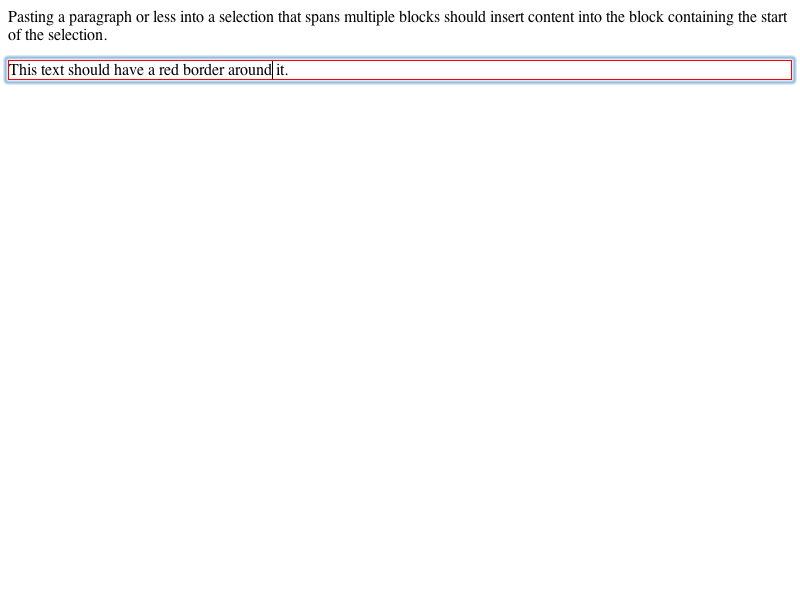 Pasting a paragraph or less into a selection that spans multiple blocks should insert content into the block containing the start
of the selection.
This text should have a red border around it.